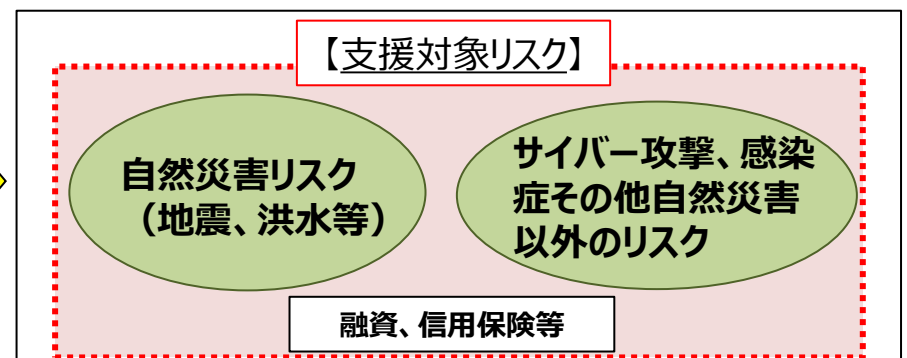 【支援対象リスク】
自然災害リスク
（地震、洪水等）
サイバー攻撃、感染
症その他自然災害
以外のリスク
融資、信用保険等